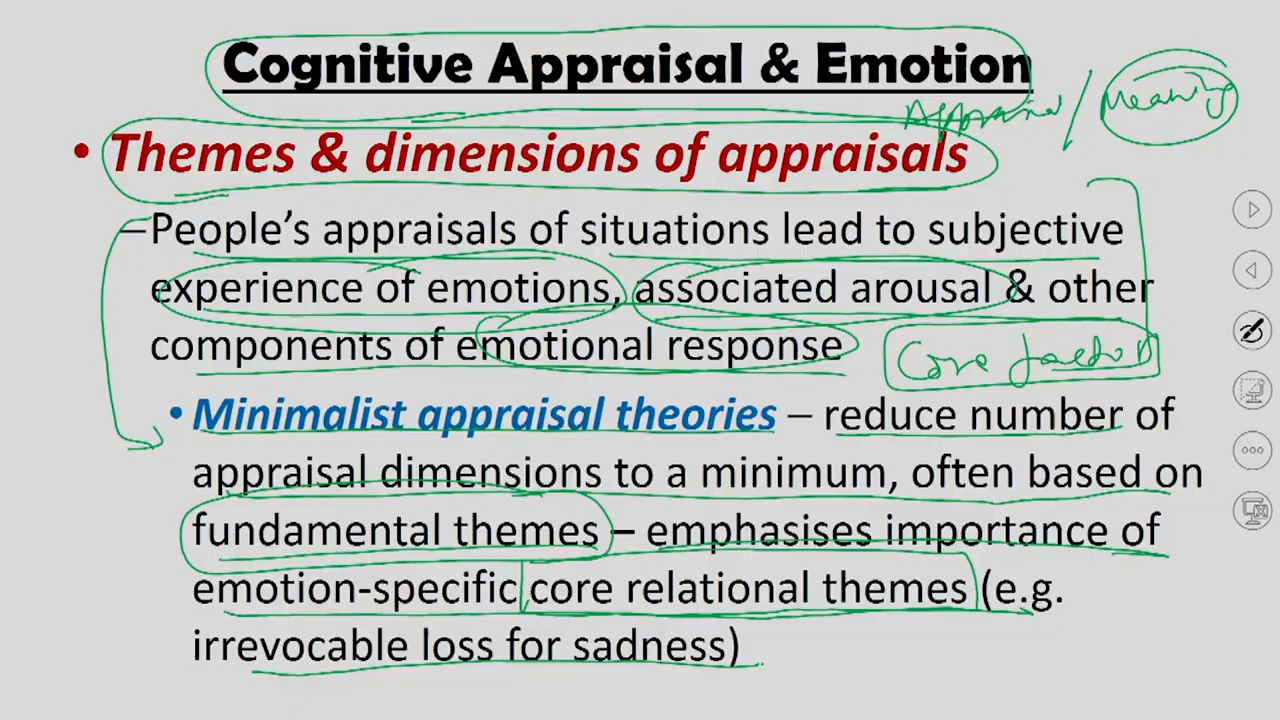 Cognitive Appraisal & Emotion
Appraisal / Meaning
• Themes & dimensions of appraisals
–People's appraisals of situations lead to subjective
experience of emotions, associated arousal & other
components of emotional response
Core factor
• Minimalist appraisal theories – reduce number of
appraisal dimensions to a minimum, often based on
fundamental themes – emphasises importance of
emotion-specific core relational themes (e.g.
irrevocable loss for sadness)